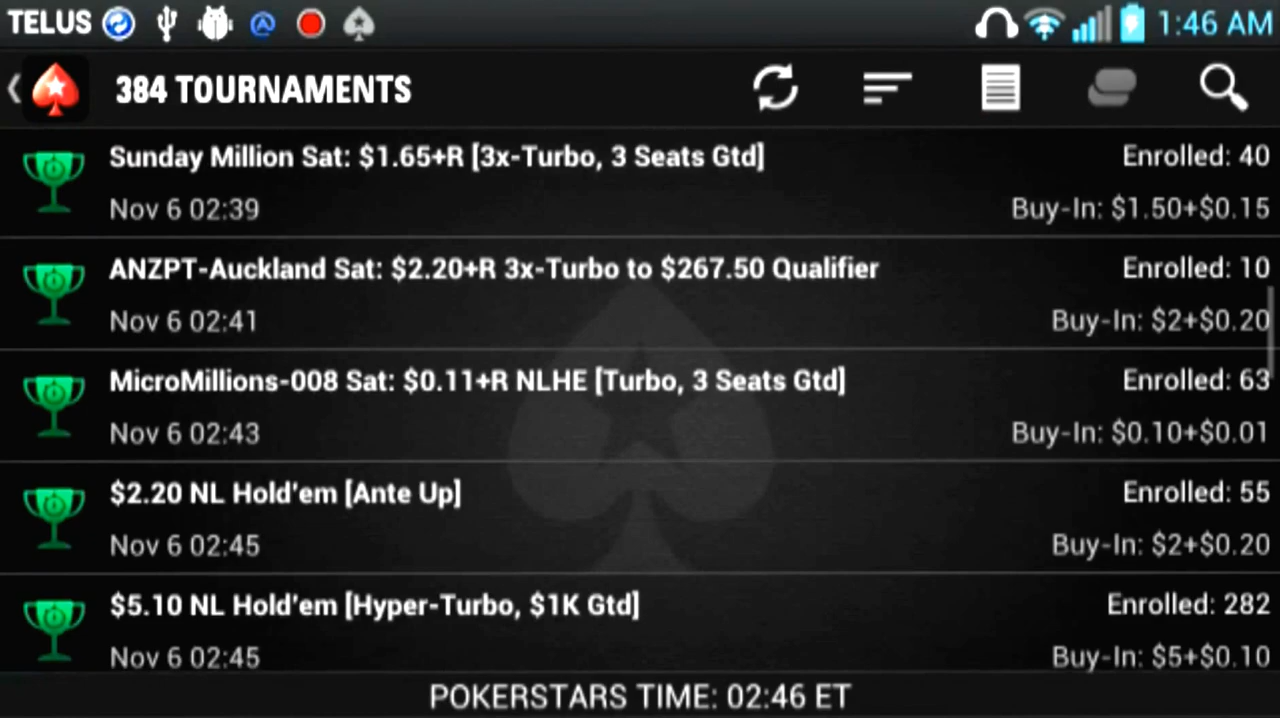 TELUS 1:46 AM
384 TOURNAMENTS
Sunday Million Sat: $1.65+R [3x-Turbo, 3 Seats Gtd] Enrolled: 40
Nov 6 02:39 Buy-In: $1.50+$0.15
ANZPT-Auckland Sat: $2.20+R 3x-Turbo to $267.50 Qualifier Enrolled: 10
Nov 6 02:41 Buy-In: $2+$0.20
MicroMillions-008 Sat: $0.11+R NLHE [Turbo, 3 Seats Gtd] Enrolled: 63
Nov 6 02:43 Buy-In: $0.10+$0.01
$2.20 NL Hold'em [Ante Up] Enrolled: 55
Nov 6 02:45 Buy-In: $2+$0.20
$5.10 NL Hold'em [Hyper-Turbo, $1K Gtd] Enrolled: 282
Nov 6 02:45 Buy-In: $5+$0.10
POKERSTARS TIME: 02:46 ET